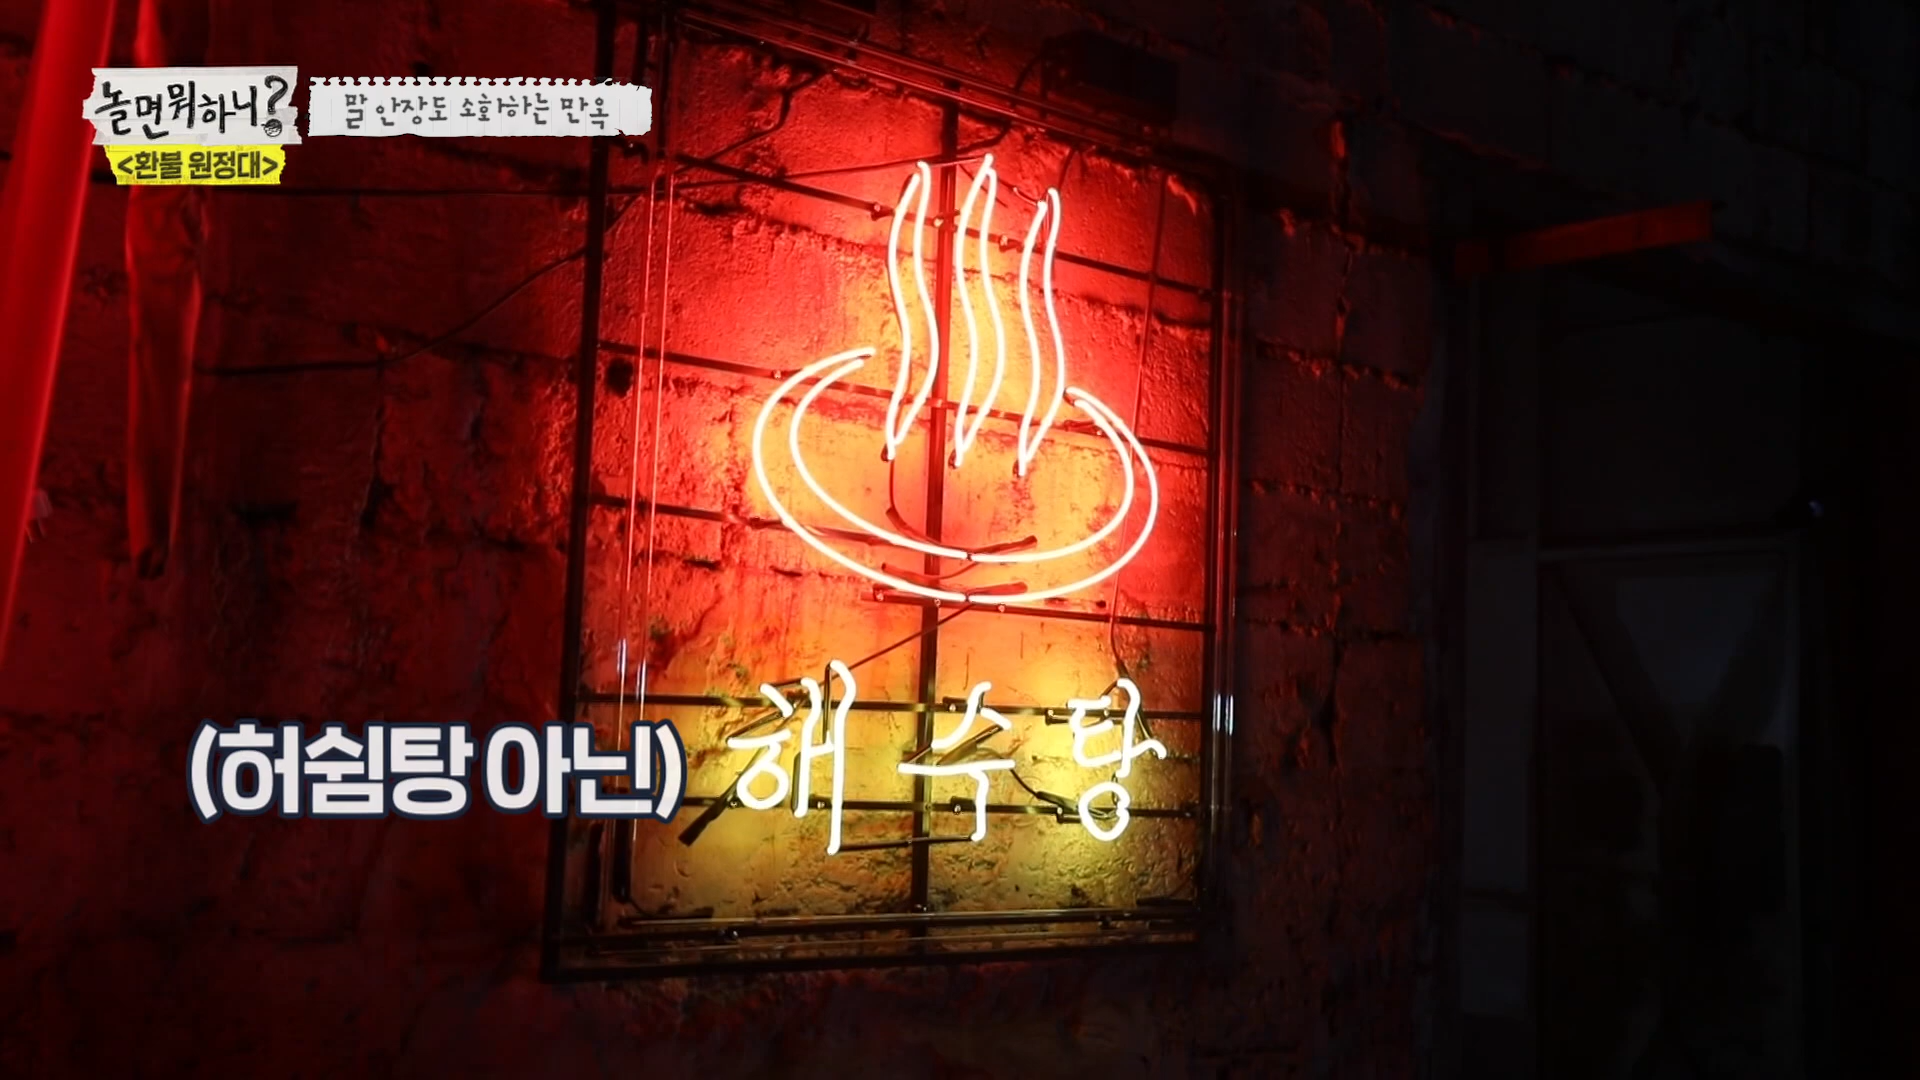 놀면 뭐하니?
말 안장도 소화하는 만옥
<환불 원정대>
(허쉼탕 아닌)
해수탕